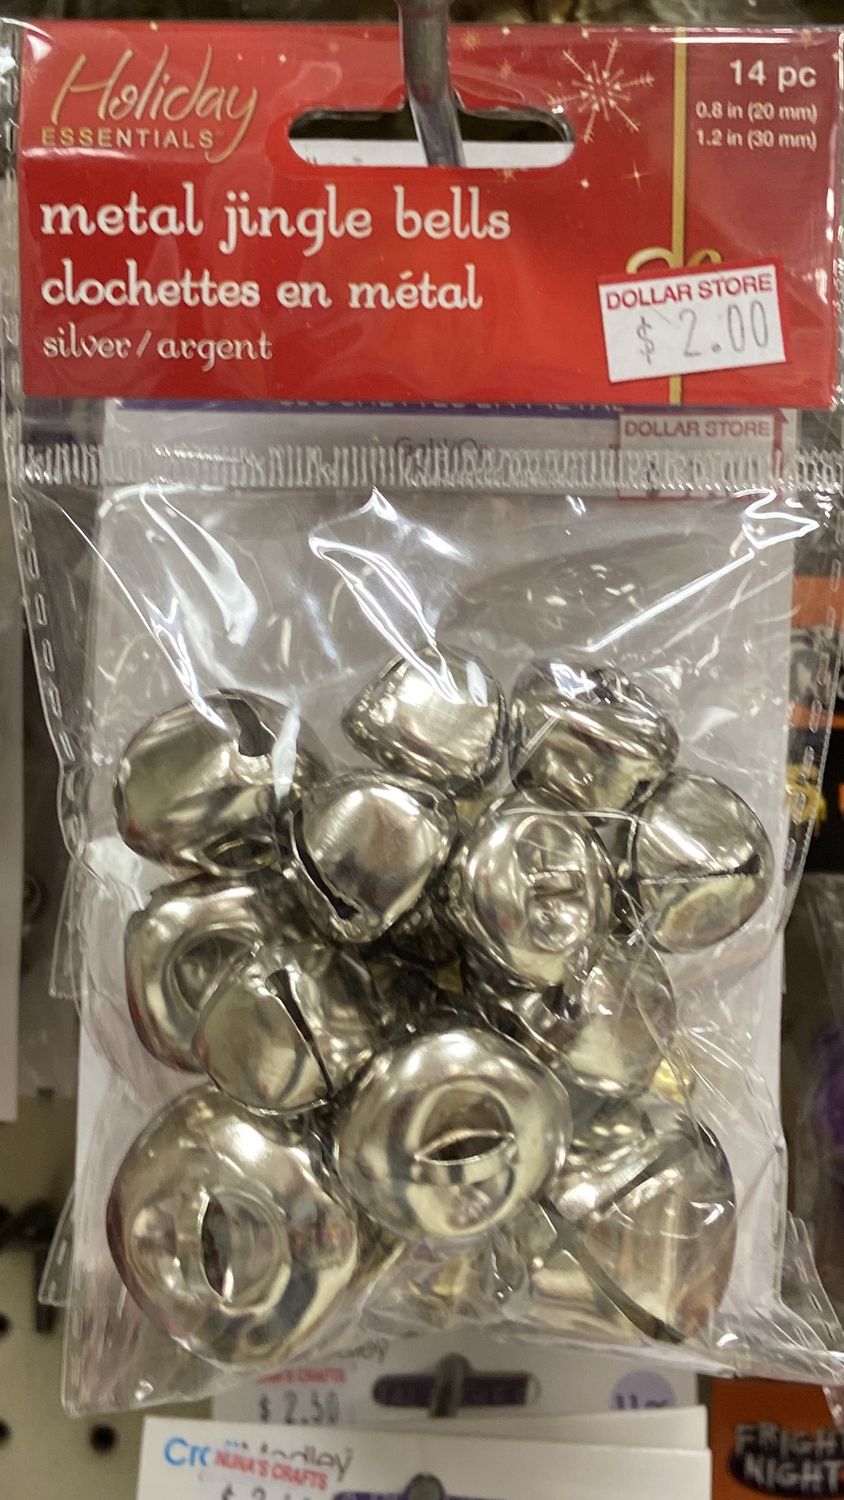 Holiday
ESSENTIALS
14 pc
0.8 in (20 mm)
1.2 in (30 mm)
metal jingle bells
clochettes en métal
silver / argent
DOLLAR STORE
$ 2.00
DOLLAR STORE
$ 2.50
NUNA'S CRAFTS
FRIGHT
NIGHT